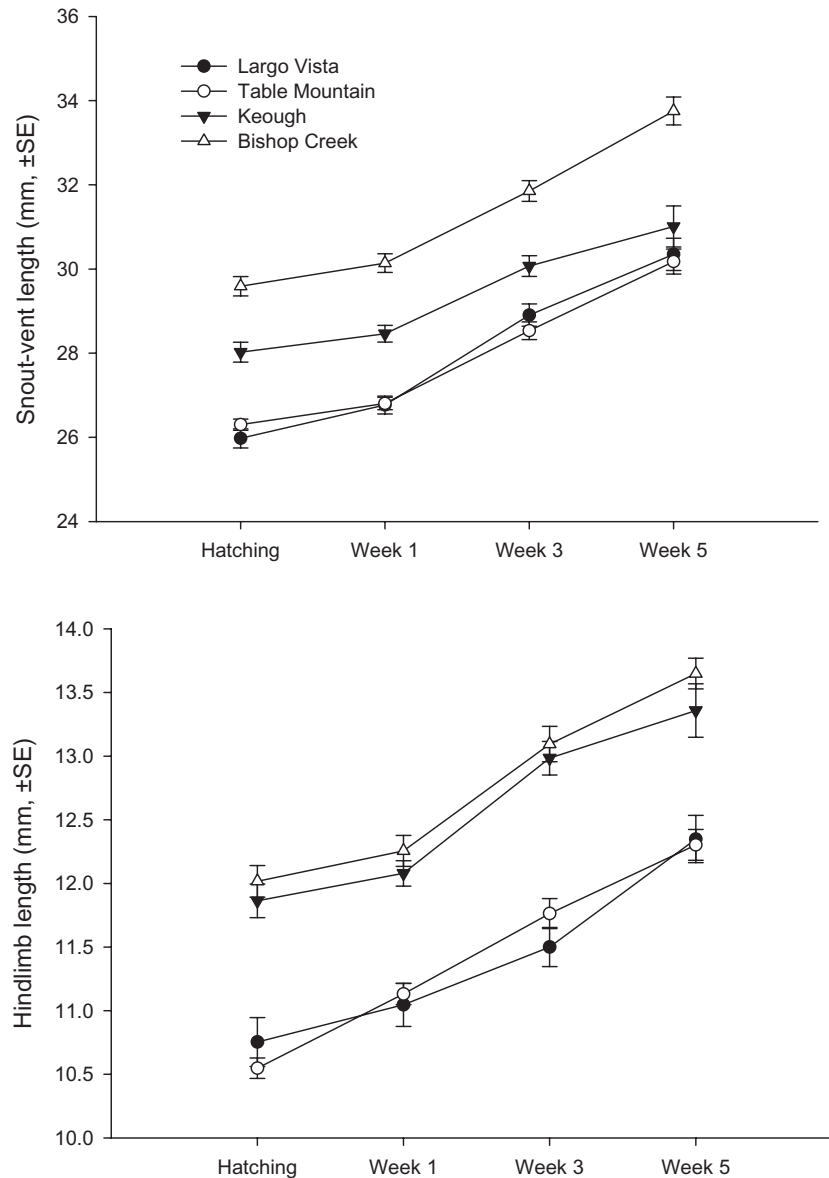 36
34
32
30
28
26
24
Snout-vent length (mm, ±SE)
Largo Vista
Table Mountain
Keough
Bishop Creek
Hatching Week 1 Week 3 Week 5
14.0
13.5
13.0
12.5
12.0
11.5
11.0
10.5
10.0
Hindlimb length (mm, ±SE)
Hatching Week 1 Week 3 Week 5